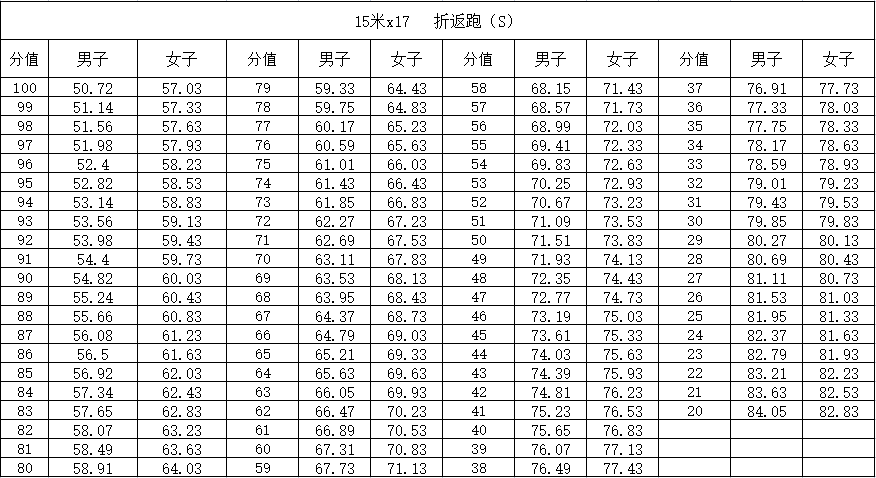 15米x17 折返跑（S）
分值 男子 女子 分值 男子 女子 分值 男子 女子 分值 男子 女子
100 50.72 57.03 79 59.33 64.43 58 68.15 71.43 37 76.91 77.73
99 51.14 57.33 78 59.75 64.83 57 68.57 71.73 36 77.33 78.03
98 51.56 57.63 77 60.17 65.23 56 68.99 72.03 35 77.75 78.33
97 51.98 57.93 76 60.59 65.63 55 69.41 72.33 34 78.17 78.63
96 52.4 58.23 75 61.01 66.03 54 69.83 72.63 33 78.59 78.93
95 52.82 58.53 74 61.43 66.43 53 70.25 72.93 32 79.01 79.23
94 53.14 58.83 73 61.85 66.83 52 70.67 73.23 31 79.43 79.53
93 53.56 59.13 72 62.27 67.23 51 71.09 73.53 30 79.85 79.83
92 53.98 59.43 71 62.69 67.53 50 71.51 73.83 29 80.27 80.13
91 54.4 59.73 70 63.11 67.83 49 71.93 74.13 28 80.69 80.43
90 54.82 60.03 69 63.53 68.13 48 72.35 74.43 27 81.11 80.73
89 55.24 60.43 68 63.95 68.43 47 72.77 74.73 26 81.53 81.03
88 55.66 60.83 67 64.37 68.73 46 73.19 75.03 25 81.95 81.33
87 56.08 61.23 66 64.79 69.03 45 73.61 75.33 24 82.37 81.63
86 56.5 61.63 65 65.21 69.33 44 74.03 75.63 23 82.79 81.93
85 56.92 62.03 64 65.63 69.63 43 74.39 75.93 22 83.21 82.23
84 57.34 62.43 63 66.05 69.93 42 74.81 76.23 21 83.63 82.53
83 57.65 62.83 62 66.47 70.23 41 75.23 76.53 20 84.05 82.83
82 58.07 63.23 61 66.89 70.53 40 75.65 76.83
81 58.49 63.63 60 67.31 70.83 39 76.07 77.13
80 58.91 64.03 59 67.73 71.13 38 76.49 77.43